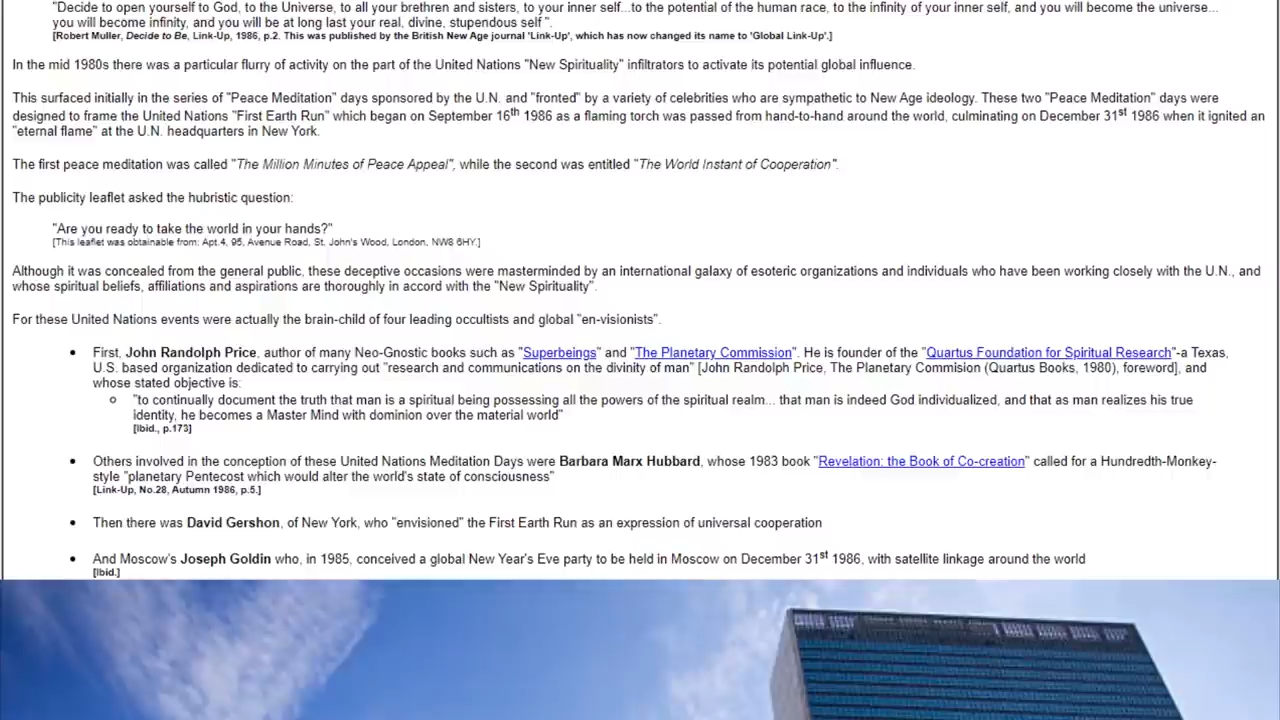 "Decide to open yourself to God, to the Universe, to all your brethren and sisters, to your inner self...to the potential of the human race, to the infinity of your inner self, and you will become the universe...
you will become infinity, and you will be at long last your real, divine, stupendous self ".
[Robert Muller, Decide to Be, Link-Up, 1986, p.2. This was published by the British New Age journal 'Link-Up', which has now changed its name to 'Global Link-Up'.]
In the mid 1980s there was a particular flurry of activity on the part of the United Nations "New Spirituality" infiltrators to activate its potential global influence.
This surfaced initially in the series of "Peace Meditation" days sponsored by the U.N. and "fronted" by a variety of celebrities who are sympathetic to New Age ideology. These two "Peace Meditation" days were
designed to frame the United Nations "First Earth Run" which began on September 16th 1986 as a flaming torch was passed from hand-to-hand around the world, culminating on December 31st 1986 when it ignited an
"eternal flame" at the U.N. headquarters in New York.
The first peace meditation was called "The Million Minutes of Peace Appeal", while the second was entitled "The World Instant of Cooperation".
The publicity leaflet asked the hubristic question:
"Are you ready to take the world in your hands?"
[This leaflet was obtainable from: Apt.4, 95, Avenue Road, St. John's Wood, London, NW8 6HY.]
Although it was concealed from the general public, these deceptive occasions were masterminded by an international galaxy of esoteric organizations and individuals who have been working closely with the U.N., and
whose spiritual beliefs, affiliations and aspirations are thoroughly in accord with the "New Spirituality".
For these United Nations events were actually the brain-child of four leading occultists and global "en-visionists".
• First, John Randolph Price, author of many Neo-Gnostic books such as "Superbeings" and "The Planetary Commission". He is founder of the "Quartus Foundation for Spiritual Research"-a Texas,
U.S. based organization dedicated to carrying out "research and communications on the divinity of man" [John Randolph Price, The Planetary Commision (Quartus Books, 1980), foreword], and
whose stated objective is:
○ "to continually document the truth that man is a spiritual being possessing all the powers of the spiritual realm... that man is indeed God individualized, and that as man realizes his true
identity, he becomes a Master Mind with dominion over the material world"
[Ibid., p.173]
• Others involved in the conception of these United Nations Meditation Days were Barbara Marx Hubbard, whose 1983 book "Revelation: the Book of Co-creation" called for a Hundredth-Monkey-
style "planetary Pentecost which would alter the world's state of consciousness"
[Link-Up, No.28, Autumn 1986, p.5.]
• Then there was David Gershon, of New York, who "envisioned" the First Earth Run as an expression of universal cooperation
• And Moscow's Joseph Goldin who, in 1985, conceived a global New Year's Eve party to be held in Moscow on December 31st 1986, with satellite linkage around the world
[Ibid.]